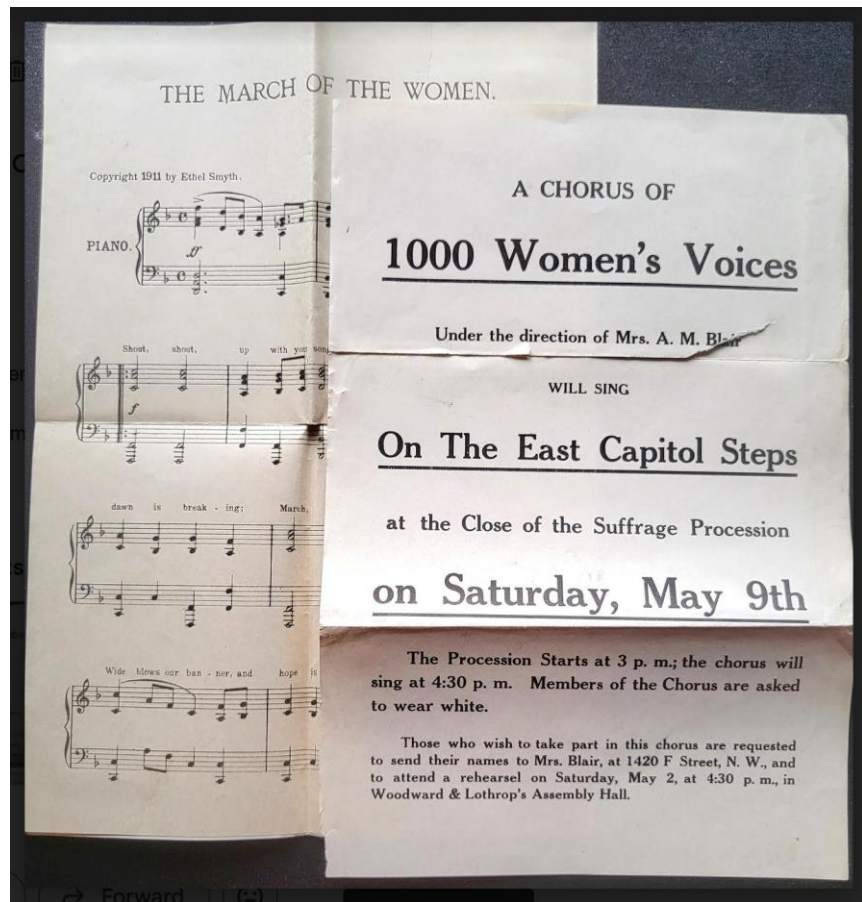 THE MARCH OF THE WOMEN.
Copyright 1911 by Ethel Smyth.
PIANO.
ff
Shout, shout, up with you song
f
dawn is break - ing; March,
Wide blows our ban - ner, and hope is
A CHORUS OF
1000 Women's Voices
Under the direction of Mrs. A. M. Blair
WILL SING
On The East Capitol Steps
at the Close of the Suffrage Procession
on Saturday, May 9th
The Procession Starts at 3 p. m.; the chorus will
sing at 4:30 p. m. Members of the Chorus are asked
to wear white.
Those who wish to take part in this chorus are requested
to send their names to Mrs. Blair, at 1420 F Street, N. W., and
to attend a rehearsel on Saturday, May 2, at 4:30 p. m., in
Woodward & Lothrop's Assembly Hall.
Forward